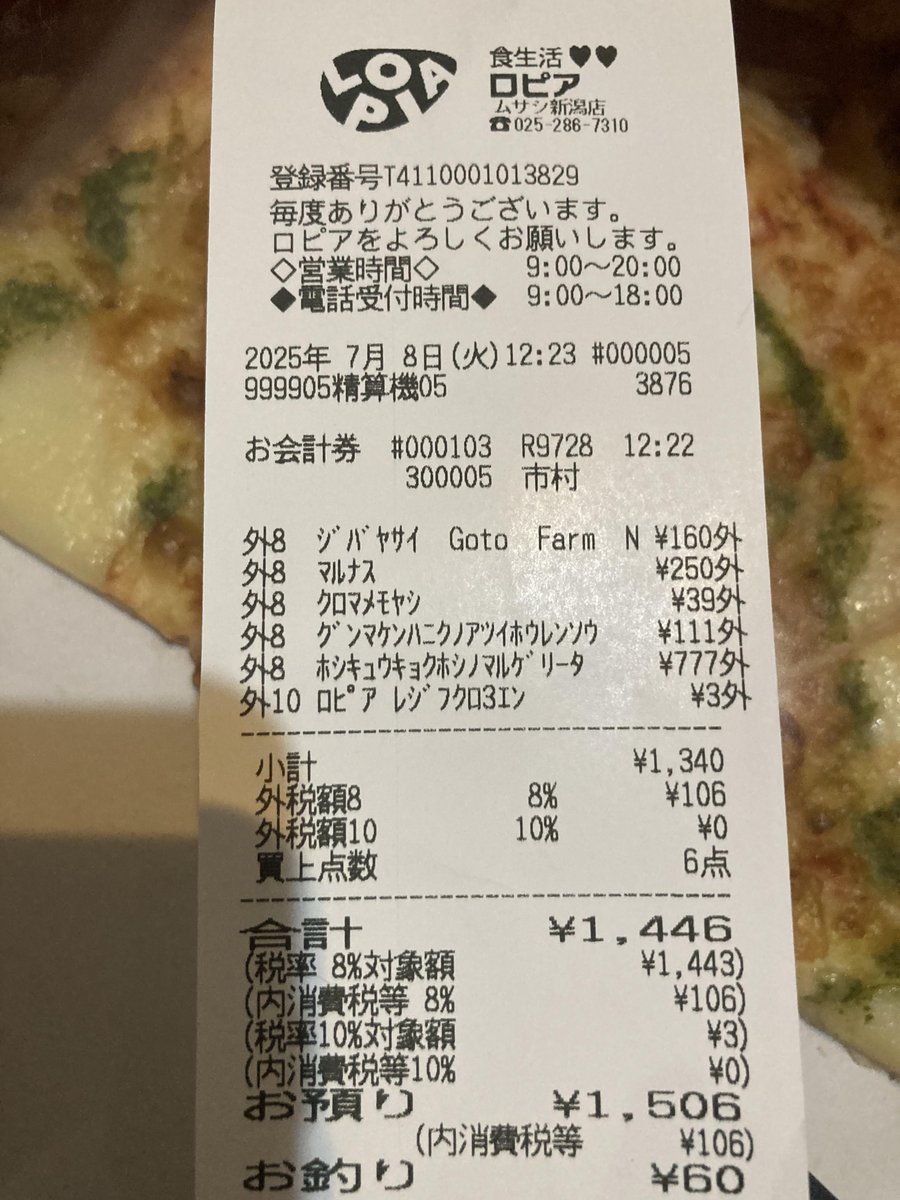 LOPIA
食生活♥♥
ロピア
ムサシ新潟店
☎025-286-7310
登録番号T4110001013829
毎度ありがとうございます。
ロピアをよろしくお願いします。
◇営業時間◇ 9:00～20:00
◆電話受付時間◆ 9:00～18:00
2025年 7月 8日(火)12:23 #000005
999905精算機05 3876
お会計券 #000103 R9728 12:22
300005 市村
外8 ｼﾞﾊﾞﾔｻｲ Goto Farm N ¥160外
外8 ﾏﾙﾅｽ ¥250外
外8 ｸﾛﾏﾒﾓﾔｼ ¥39外
外8 ｸﾞﾝﾏｹﾝﾊﾆｸﾉｱﾂｲﾎｳﾚﾝｿｳ ¥111外
外8 ﾎｼｷｭｳｷｮｸﾎｼﾉﾏﾙｹﾞﾘｰﾀ ¥777外
外10 ﾛﾋﾟｱ ﾚｼﾞﾌｸﾛ3ｴﾝ ¥3外
小計 ¥1,340
外税額8 8% ¥106
外税額10 10% ¥0
買上点数 6点
合計 ¥1,446
(税率 8%対象額 ¥1,443)
(内消費税等 8% ¥106)
(税率10%対象額 ¥3)
(内消費税等10% ¥0)
お預り ¥1,506
(内消費税等 ¥106)
お釣り ¥60